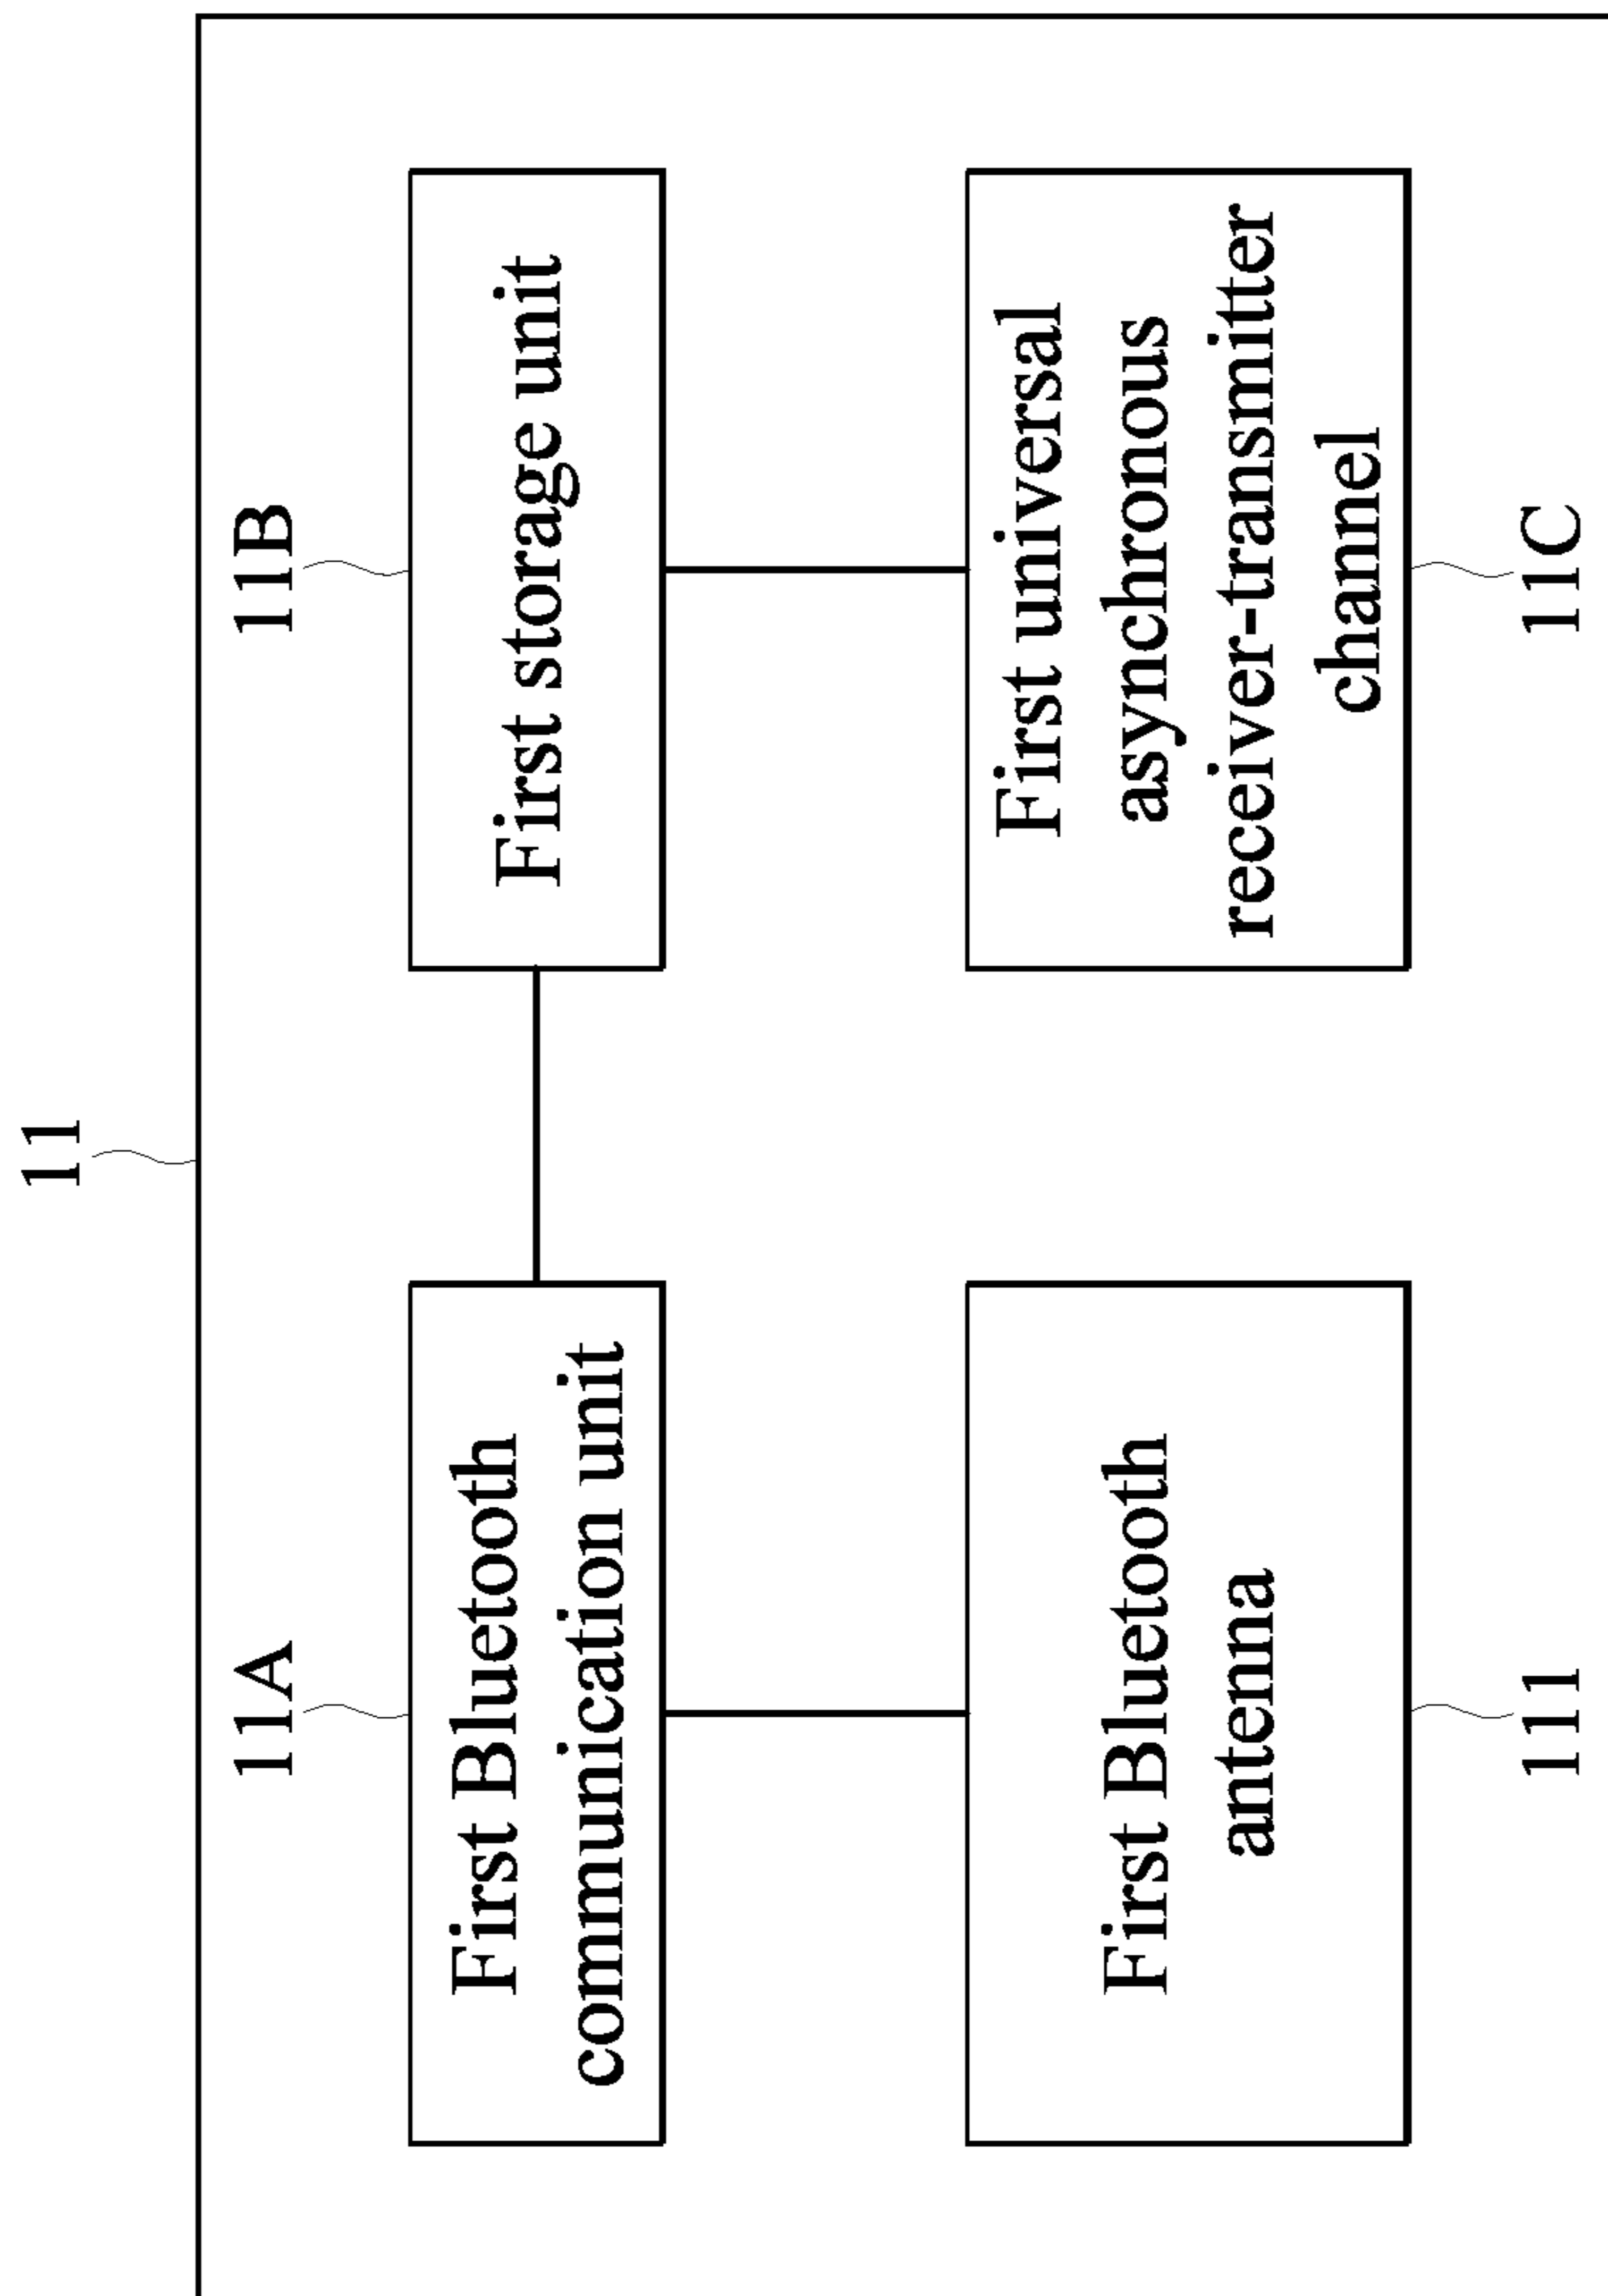 11
11A
First Bluetooth
communication unit
11B
First storage unit
First Bluetooth
antenna
111
First universal
asynchronous
receiver-transmitter
channel
11C